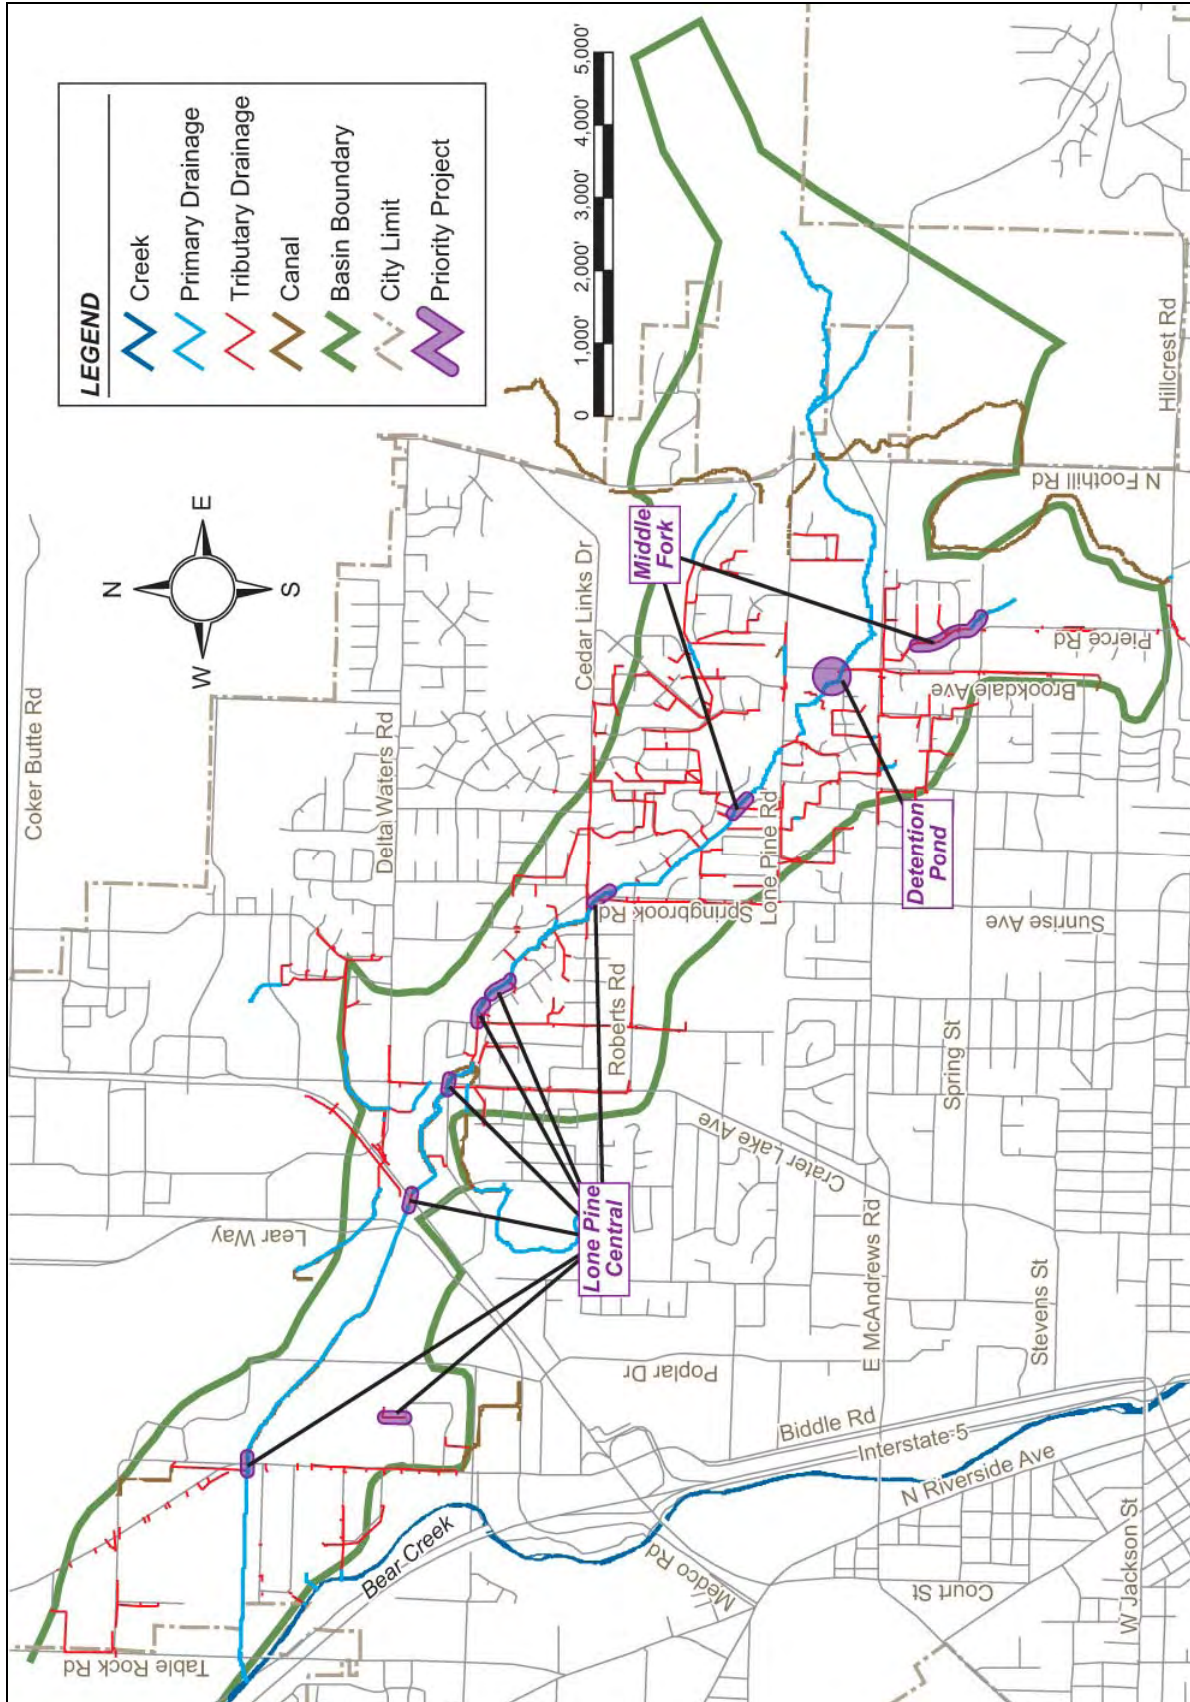 LEGEND
Creek
Primary Drainage
Tributary Drainage
Canal
Basin Boundary
City Limit
Priority Project
0
1,000'
2,000'
3,000'
4,000'
5,000'
N
E
S
W
Coker Butte Rd
Delta Waters Rd
Cedar Links Dr
Middle
Fork
N Foothill Rd
Hillcrest Rd
Pierce Rd
Brookdale Ave
Detention
Pond
Lone Pine Rd
Springbrook Rd
Sunrise Ave
Roberts Rd
Spring St
Crater Lake Ave
Lear Way
Lone Pine
Central
E McAndrews Rd
Stevens St
Poplar Dr
Biddle Rd
Interstate 5
N Riverside Ave
Bear Creek
Medco Rd
Court St
W Jackson St
Table Rock Rd